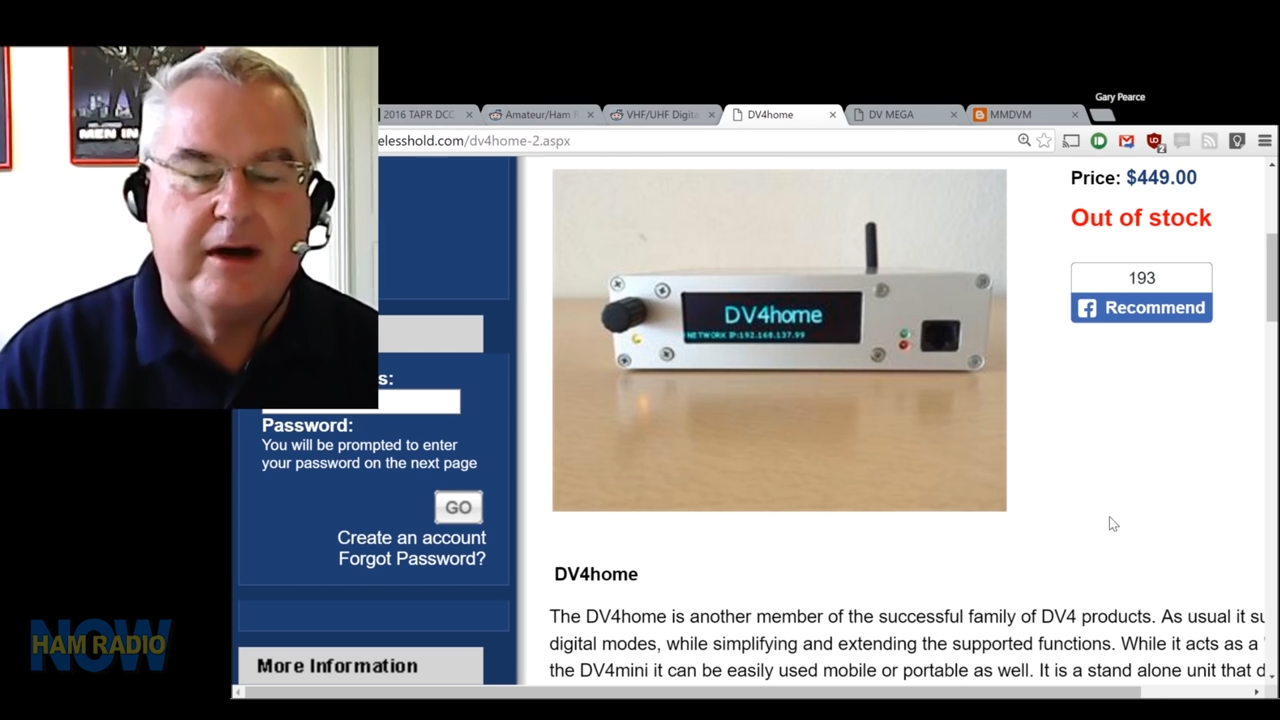 MEN IN
Gary Pearce
2016 TAPR DCC
Amateur/Ham
VHF/UHF Digita
DV4home
DV MEGA
MMDVM
elesshold.com/dv4home-2.aspx
2
Price: $449.00
Out of stock
193
Recommend
DV4home
NETWORK IP:192.168.137.99
s:
Password:
You will be prompted to enter
your password on the next page
GO
Create an account
Forgot Password?
More Information
DV4home
The DV4home is another member of the successful family of DV4 products. As usual it su
digital modes, while simplifying and extending the supported functions. While it acts as a
the DV4mini it can be easily used mobile or portable as well. It is a stand alone unit that d
HAM RADIO
NOW